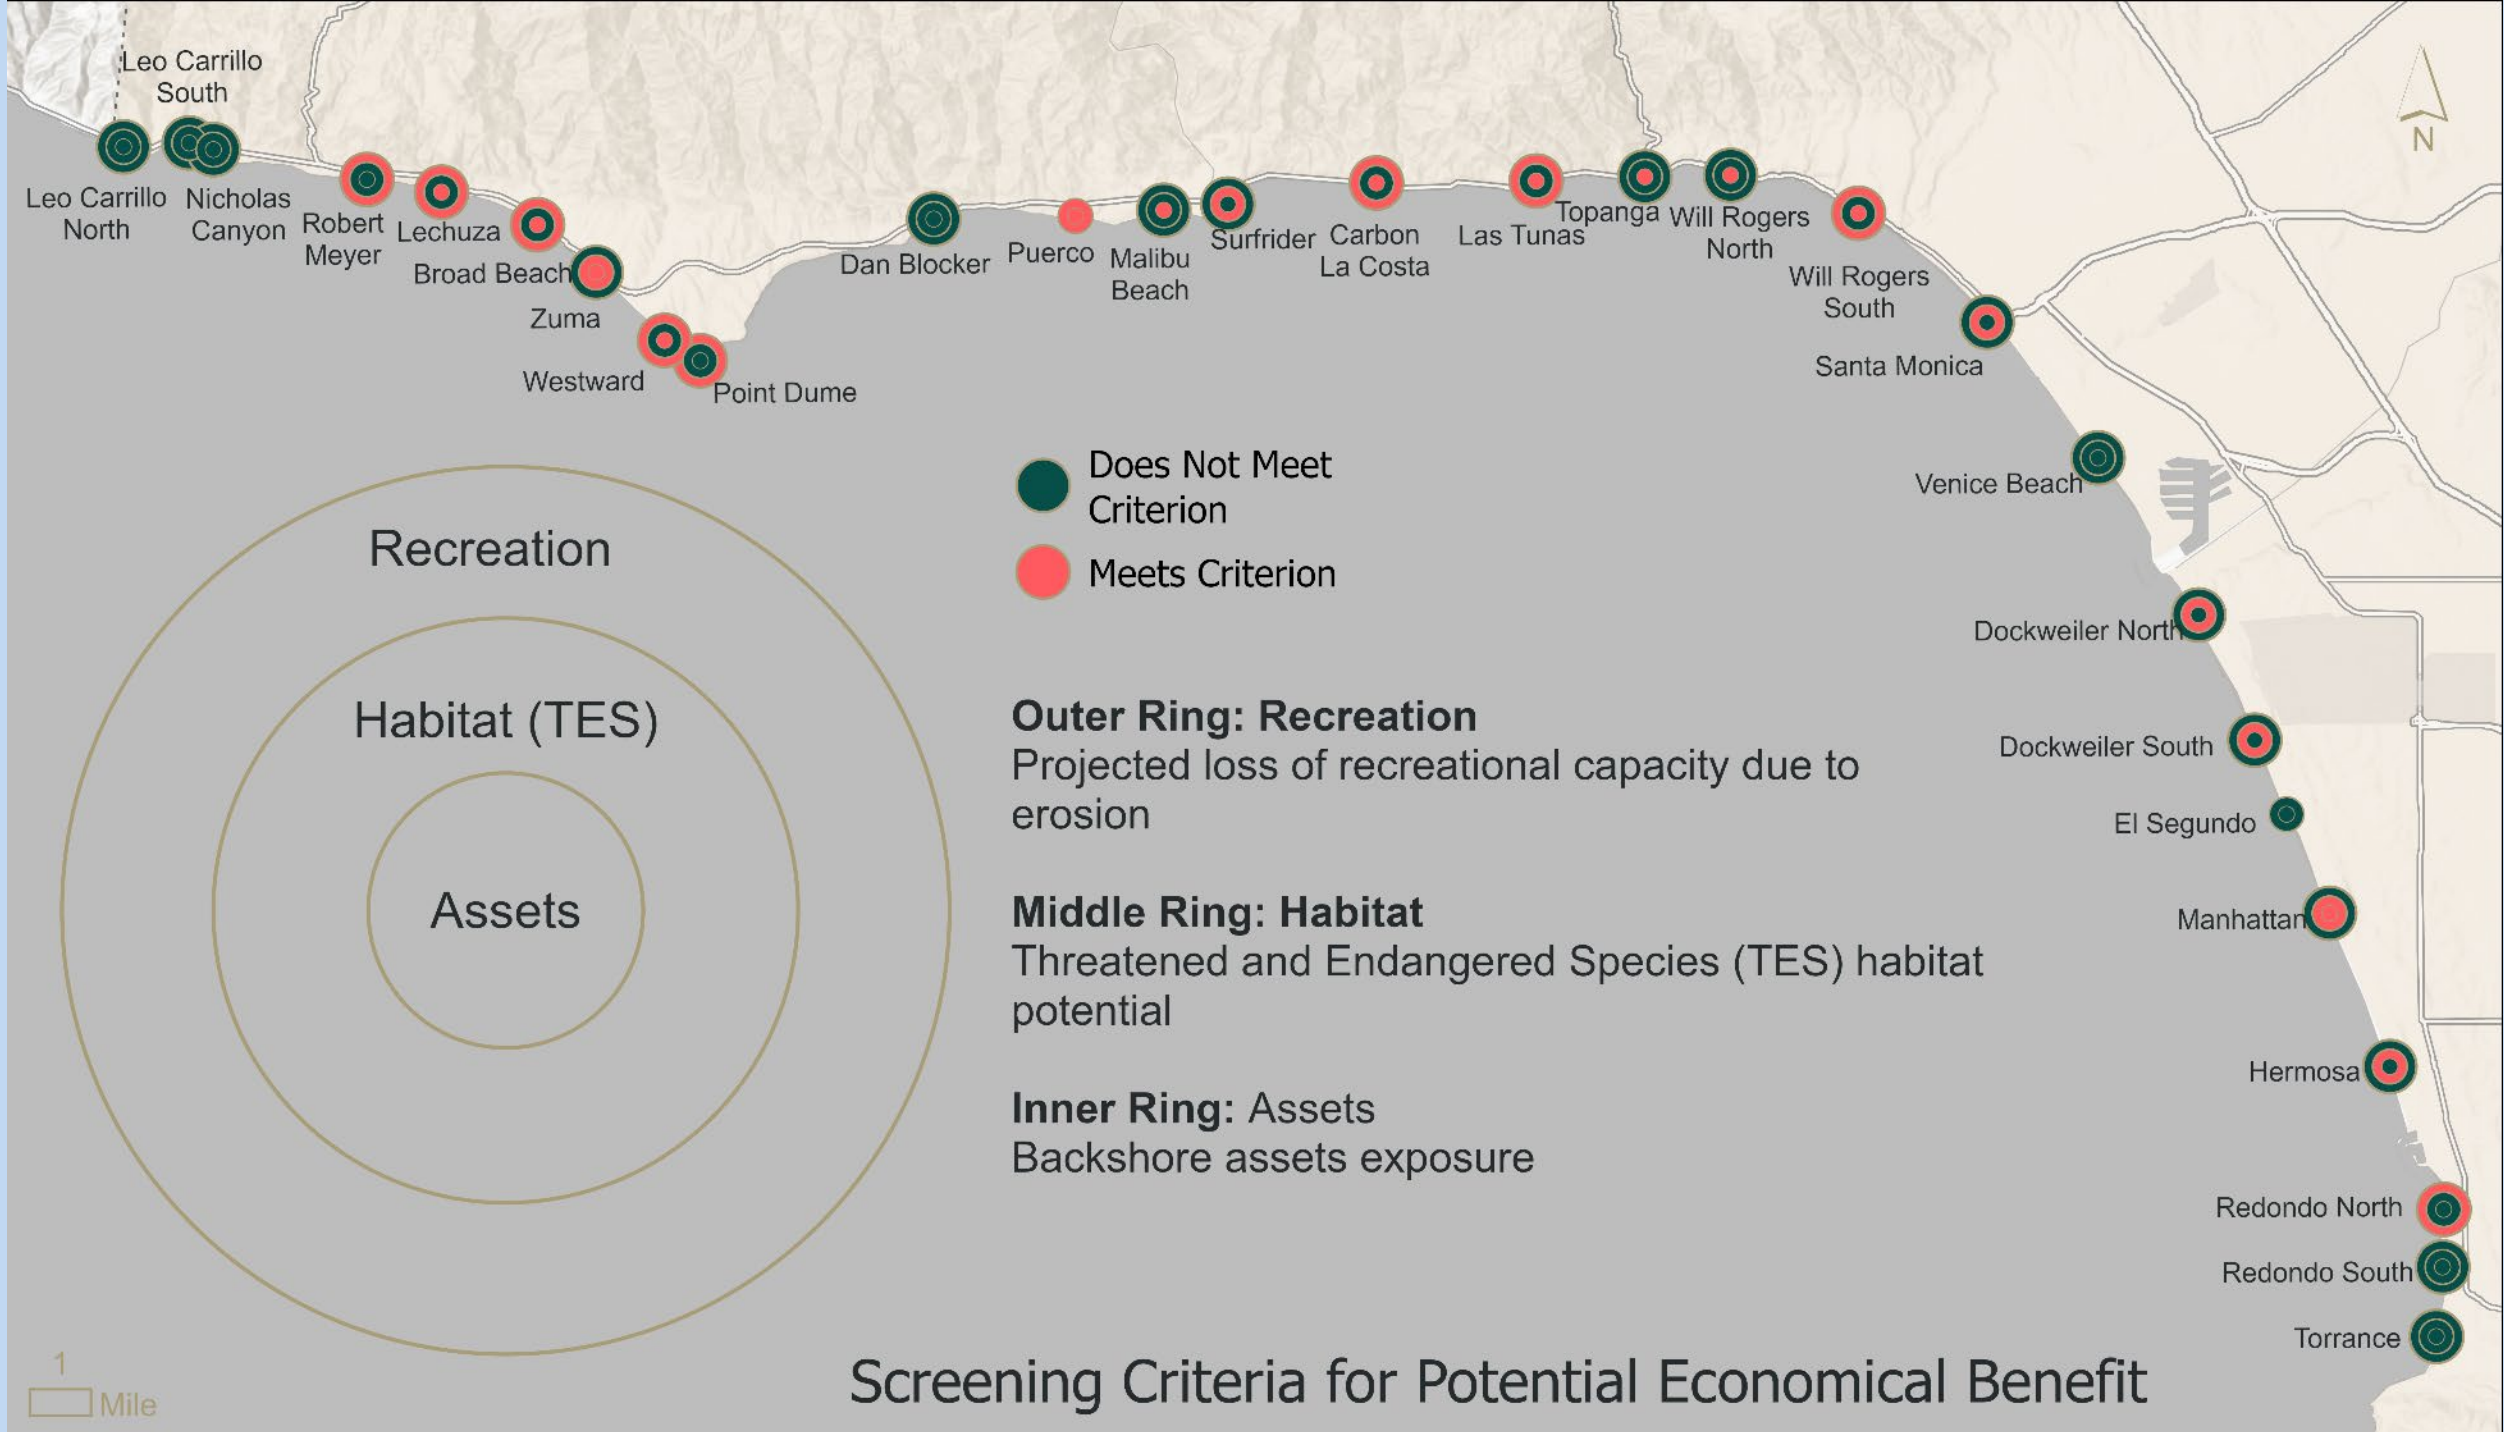 Leo Carrillo
South
N
Leo Carrillo
North
Nicholas
Canyon
Robert
Meyer
Lechuza
Broad Beach
Zuma
Westward
Point Dume
Dan Blocker
Puerco
Malibu
Beach
Surfrider
Carbon
La Costa
Las Tunas
Topanga
Will Rogers
North
Will Rogers
South
Santa Monica
Venice Beach
Dockweiler North
Dockweiler South
El Segundo
Manhattan
Hermosa
Redondo North
Redondo South
Torrance
Does Not Meet
Criterion
Meets Criterion
Recreation
Habitat (TES)
Assets
Outer Ring: Recreation
Projected loss of recreational capacity due to
erosion
Middle Ring: Habitat
Threatened and Endangered Species (TES) habitat
potential
Inner Ring: Assets
Backshore assets exposure
1
Mile
Screening Criteria for Potential Economical Benefit